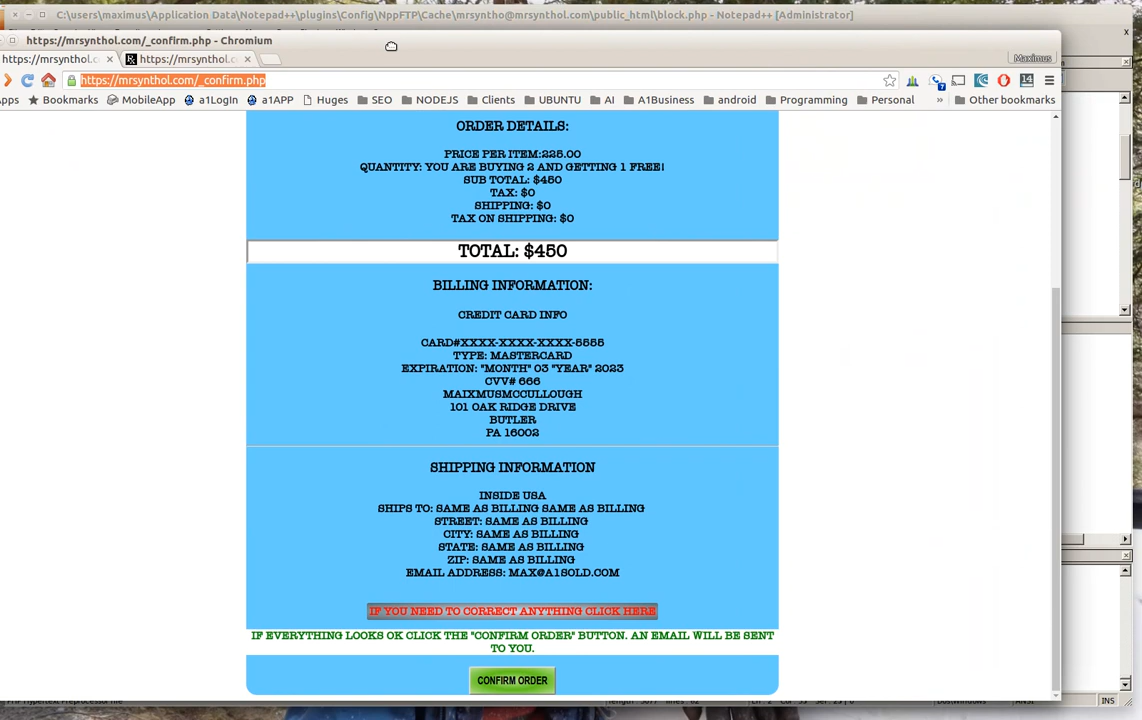 C:\users\maximus\Application Data\Notepad++\plugins\Config\NppFTP\Cache\mrsyntho@mrsynthol.com\public_html\block.php - Notepad++ [Administrator]
https://mrsynthol.com/_confirm.php - Chromium
https://mrsynthol.co
https://mrsynthol.co
Maximus
https://mrsynthol.com/_confirm.php
7
14
pps
Bookmarks
MobileApp
a1LogIn
a1APP
Huges
SEO
NODEJS
Clients
UBUNTU
AI
A1Business
android
Programming
Personal
»
Other bookmarks
ORDER DETAILS:
PRICE PER ITEM:225.00
QUANTITY: YOU ARE BUYING 2 AND GETTING 1 FREE!
SUB TOTAL: $450
TAX: $0
SHIPPING: $0
TAX ON SHIPPING: $0
TOTAL: $450
BILLING INFORMATION:
CREDIT CARD INFO
CARD#XXXX-XXXX-XXXX-5555
TYPE: MASTERCARD
EXPIRATION: "MONTH" 03 "YEAR" 2023
CVV# 666
MAIXMUSMCCULLOUGH
101 OAK RIDGE DRIVE
BUTLER
PA 16002
SHIPPING INFORMATION
INSIDE USA
SHIPS TO: SAME AS BILLING SAME AS BILLING
STREET: SAME AS BILLING
CITY: SAME AS BILLING
STATE: SAME AS BILLING
ZIP: SAME AS BILLING
EMAIL ADDRESS: MAX@A1SOLD.COM
IF YOU NEED TO CORRECT ANYTHING CLICK HERE
IF EVERYTHING LOOKS OK CLICK THE "CONFIRM ORDER" BUTTON. AN EMAIL WILL BE SENT
TO YOU.
CONFIRM ORDER
INS